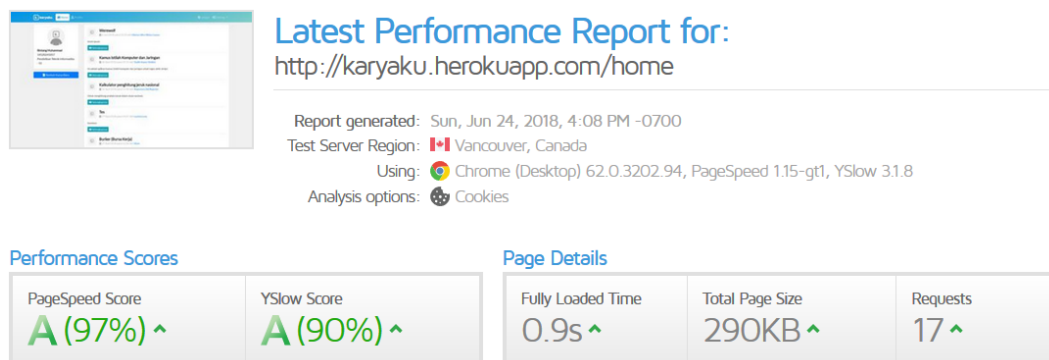 Latest Performance Report for:
http://karyaku.herokuapp.com/home
Report generated: Sun, Jun 24, 2018, 4:08 PM -0700
Test Server Region: Vancouver, Canada
Using: Chrome (Desktop) 62.0.3202.94, PageSpeed 1.15-gt1, YSlow 3.1.8
Analysis options: Cookies
Performance Scores
PageSpeed Score
A (97%)
YSlow Score
A (90%)
Page Details
Fully Loaded Time
0.9s
Total Page Size
290KB
Requests
17